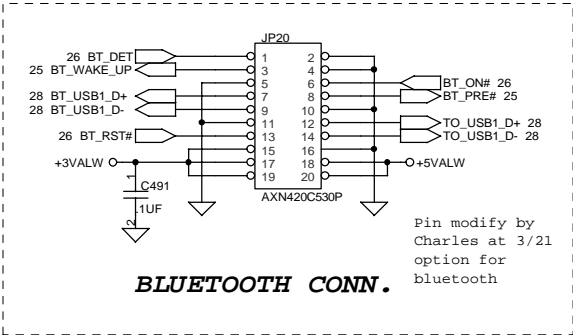 JP20
26 BT_DET 1 2
25 BT_WAKE_UP 3 4
5 6 BT_ON# 26
28 BT_USB1_D+ 7 8 BT_PRE# 25
28 BT_USB1_D- 9 10
11 12 TO_USB1_D+ 28
26 BT_RST# 13 14 TO_USB1_D- 28
15 16
+3VALW 17 18 +5VALW
19 20
1
C491
.1UF
2
AXN420C530P
Pin modify by
Charles at 3/21
option for
bluetooth
BLUETOOTH CONN.